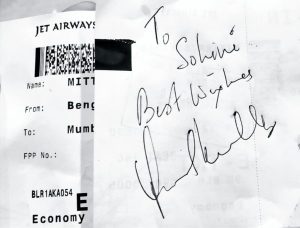 JET AIRWAYS
Name: MITT
From: Beng
To: Mumb
FPP No.:
BLR1AKA054
E
Economy
To
Sohini
Best Wishes